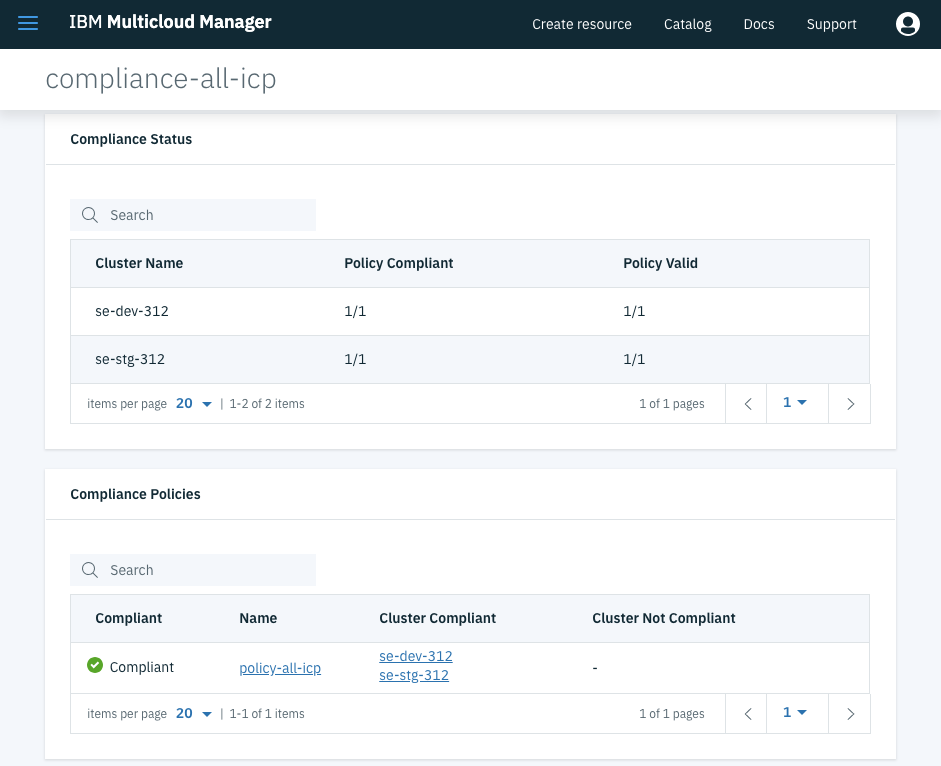 IBM Multicloud Manager Create resource Catalog Docs Support
compliance-all-icp
Compliance Status
Search
Cluster Name Policy Compliant Policy Valid
se-dev-312 1/1 1/1
se-stg-312 1/1 1/1
items per page 20 | 1-2 of 2 items 1 of 1 pages 1
Compliance Policies
Search
Compliant Name Cluster Compliant Cluster Not Compliant
Compliant policy-all-icp se-dev-312 -
se-stg-312
items per page 20 | 1-1 of 1 items 1 of 1 pages 1